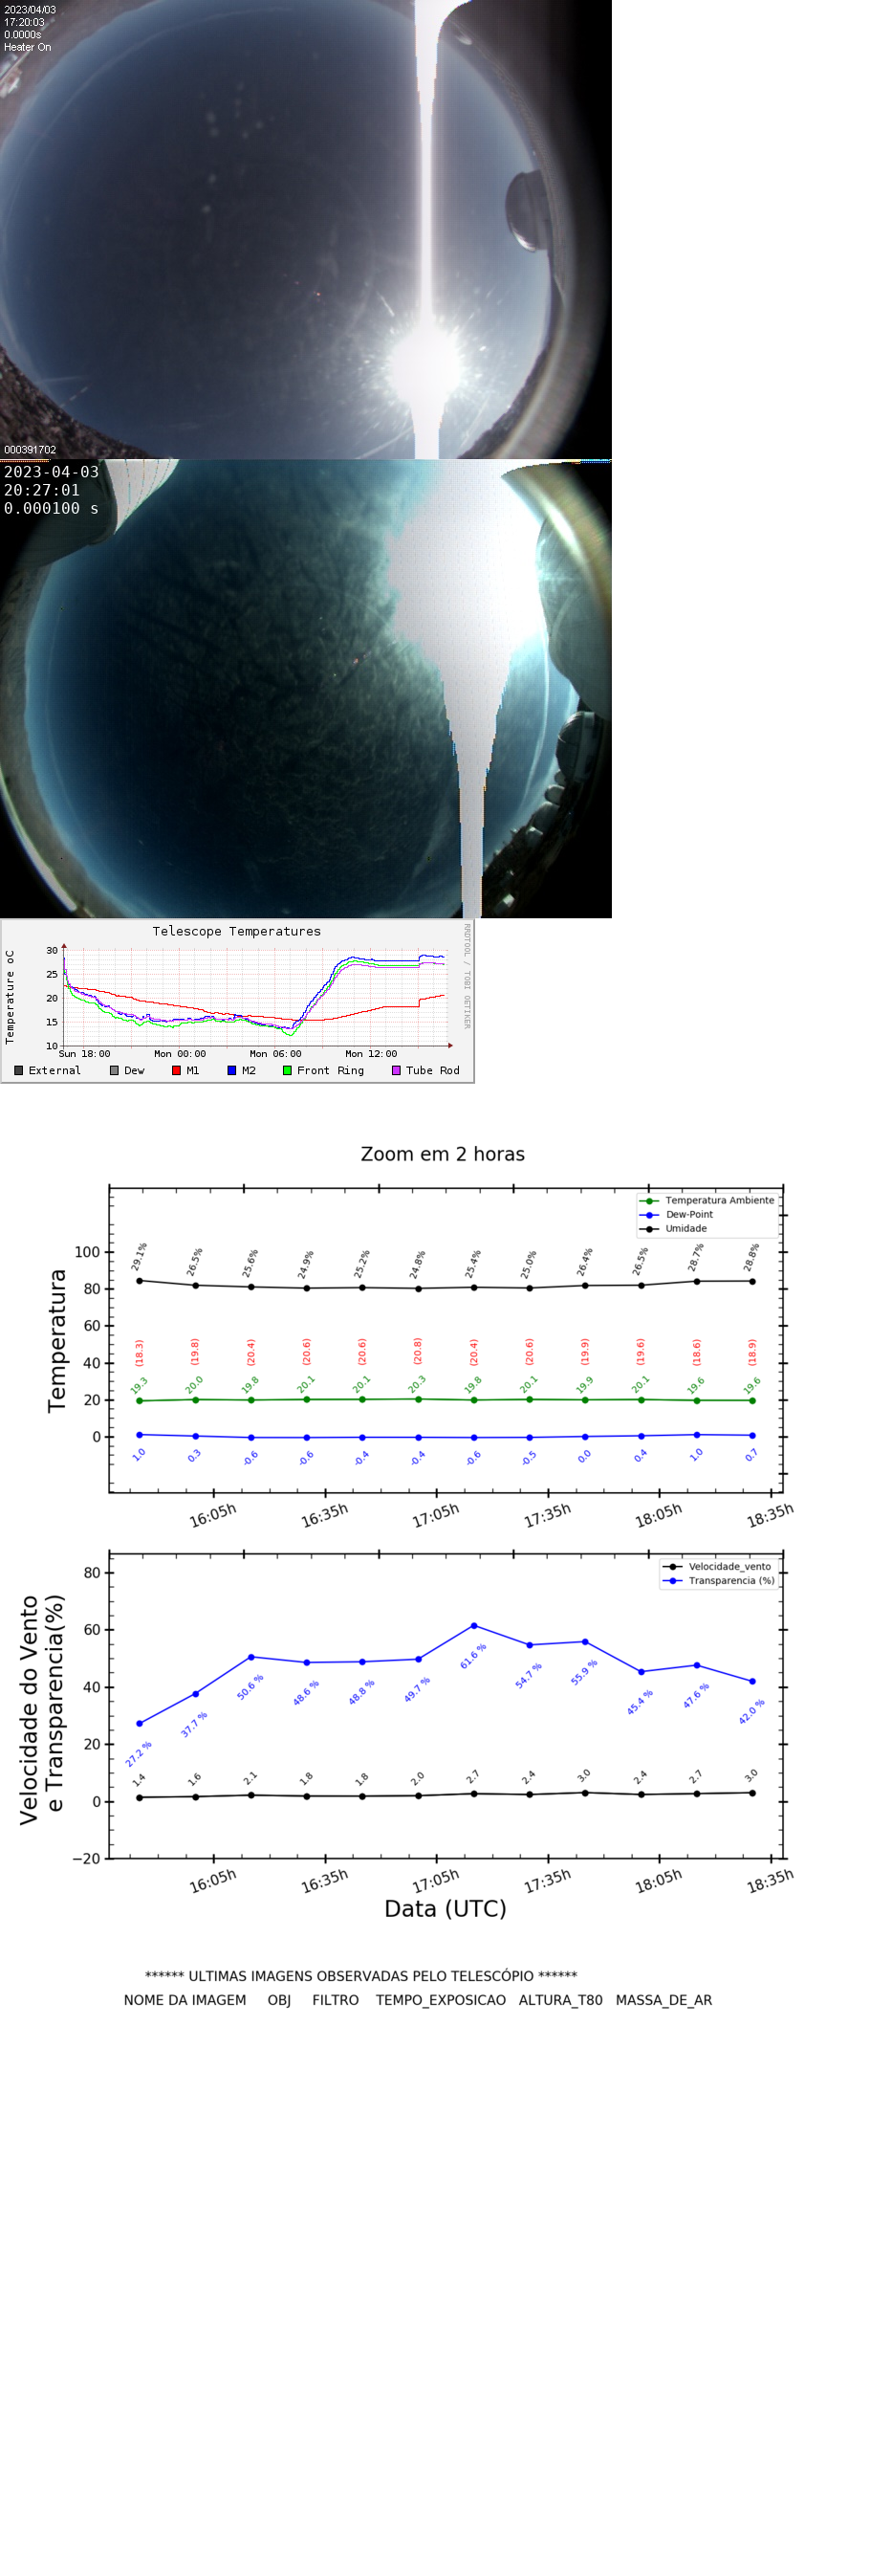 2023/04/03
17:20:03
0.0000s
Heater On
000391702
2023-04-03
20:27:01
0.000100 s
Telescope Temperatures
RRDTOOL / TOBI OETIKER
Temperature oC
30
25
20
15
10
Sun 18:00 Mon 00:00 Mon 06:00 Mon 12:00
External Dew M1 M2 Front Ring Tube Rod
Zoom em 2 horas
Temperatura Ambiente
Dew-Point
Umidade
Temperatura
100
80
60
40
20
0
29.1% 26.5% 25.6% 24.9% 25.2% 24.8% 25.4% 25.0% 26.4% 26.5% 28.7% 28.8%
(18.3) (19.8) (20.4) (20.6) (20.6) (20.8) (20.4) (20.6) (19.9) (19.6) (18.6) (18.9)
19.3 20.0 19.8 20.1 20.1 20.3 19.8 20.1 19.9 20.1 19.6 19.6
1.0 0.3 -0.6 -0.6 -0.4 -0.4 -0.6 -0.5 0.0 0.4 1.0 0.7
16:05h 16:35h 17:05h 17:35h 18:05h 18:35h
Velocidade_vento
Transparencia (%)
Velocidade do Vento
e Transparencia(%)
80
60
40
20
0
−20
27.2 % 37.7 % 50.6 % 48.6 % 48.8 % 49.7 % 61.6 % 54.7 % 55.9 % 45.4 % 47.6 % 42.0 %
1.4 1.6 2.1 1.8 1.8 2.0 2.7 2.4 3.0 2.4 2.7 3.0
16:05h 16:35h 17:05h 17:35h 18:05h 18:35h
Data (UTC)
****** ULTIMAS IMAGENS OBSERVADAS PELO TELESCÓPIO ******
NOME DA IMAGEM OBJ FILTRO TEMPO_EXPOSICAO ALTURA_T80 MASSA_DE_AR